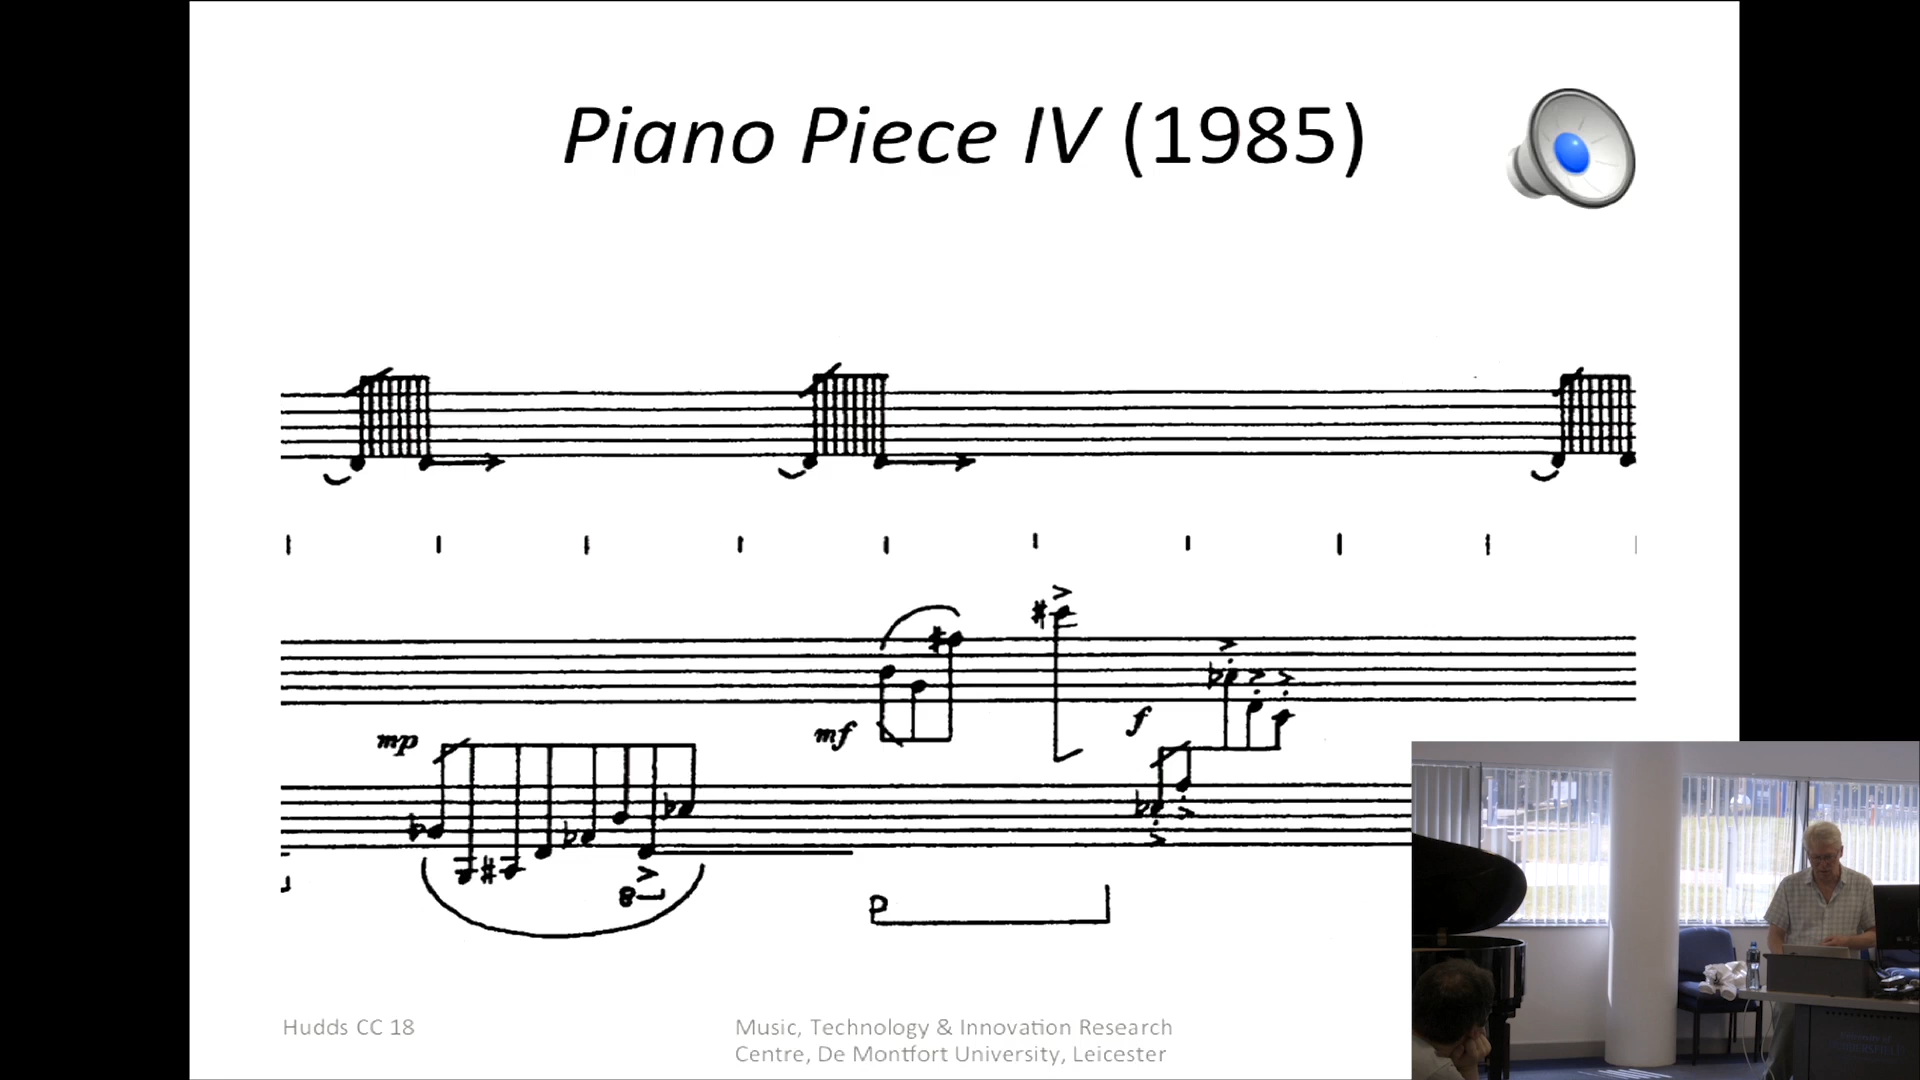 Piano Piece IV (1985)
mp
mf
f
8
P
Hudds CC 18
Music, Technology & Innovation Research
Centre, De Montfort University, Leicester